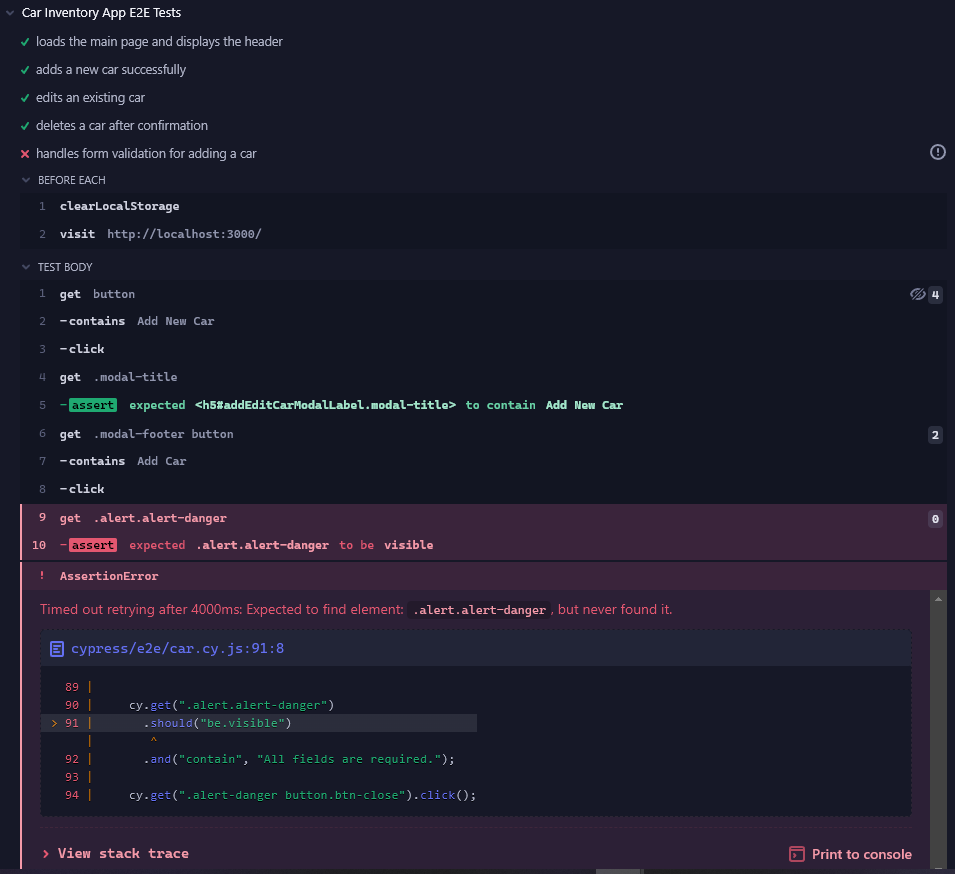 Car Inventory App E2E Tests
loads the main page and displays the header
adds a new car successfully
edits an existing car
deletes a car after confirmation
handles form validation for adding a car
BEFORE EACH
1 clearLocalStorage
2 visit http://localhost:3000/
TEST BODY
1 get button 4
2 -contains Add New Car
3 -click
4 get .modal-title
5 -assert expected <h5#addEditCarModalLabel.modal-title> to contain Add New Car
6 get .modal-footer button 2
7 -contains Add Car
8 -click
9 get .alert.alert-danger 0
10 -assert expected .alert.alert-danger to be visible
! AssertionError
Timed out retrying after 4000ms: Expected to find element: .alert.alert-danger, but never found it.
cypress/e2e/car.cy.js:91:8
89 |
90 | cy.get(".alert.alert-danger")
> 91 | .should("be.visible")
| ^
92 | .and("contain", "All fields are required.");
93 |
94 | cy.get(".alert-danger button.btn-close").click();
> View stack trace
Print to console